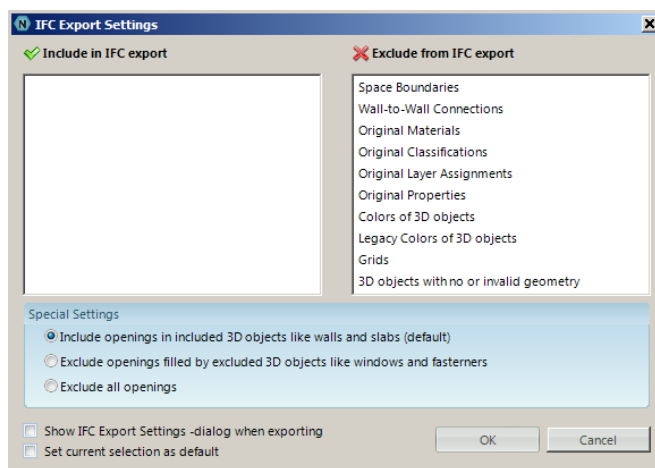 N IFC Export Settings
Include in IFC export
Exclude from IFC export
Space Boundaries
Wall-to-Wall Connections
Original Materials
Original Classifications
Original Layer Assignments
Original Properties
Colors of 3D objects
Legacy Colors of 3D objects
Grids
3D objects with no or invalid geometry
Special Settings
Include openings in included 3D objects like walls and slabs (default)
Exclude openings filled by excluded 3D objects like windows and fasterners
Exclude all openings
Show IFC Export Settings -dialog when exporting
Set current selection as default
OK
Cancel